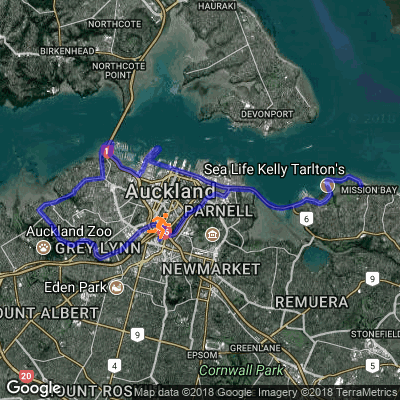 NORTHCOTE
HAURAKI
BIRKENHEAD
NORTHCOTE
POINT
DEVONPORT
1
Sea Life Kelly Tarlton's
Auckland
MISSION BAY
PARNELL
6
Auckland Zoo
GREY LYNN
NEWMARKET
Eden Park
REMUERA
OUNT ALBERT
9
9
STONEFIELD
GREENLANE
EPSOM
4
5
Cornwall Park
20
Google
OUNT ROS
Map data ©2018 Google Imagery ©2018 TerraMetrics